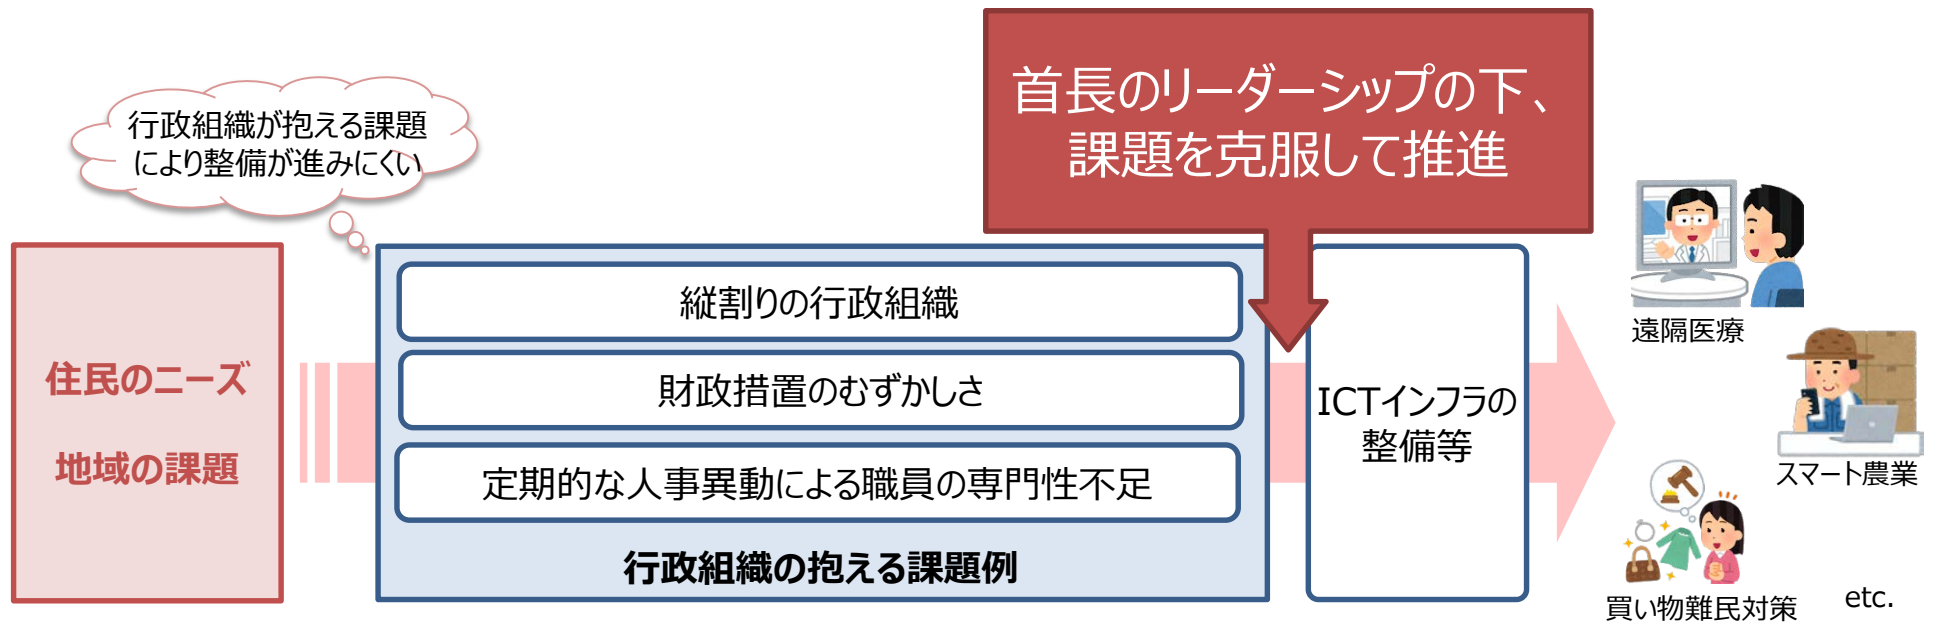 首長のリーダーシップの下、
課題を克服して推進
行政組織が抱える課題
により整備が進みにくい
住民のニーズ
地域の課題
縦割りの行政組織
財政措置のむずかしさ
定期的な人事異動による職員の専門性不足
行政組織の抱える課題例
ICTインフラの
整備等
遠隔医療
スマート農業
買い物難民対策
etc.